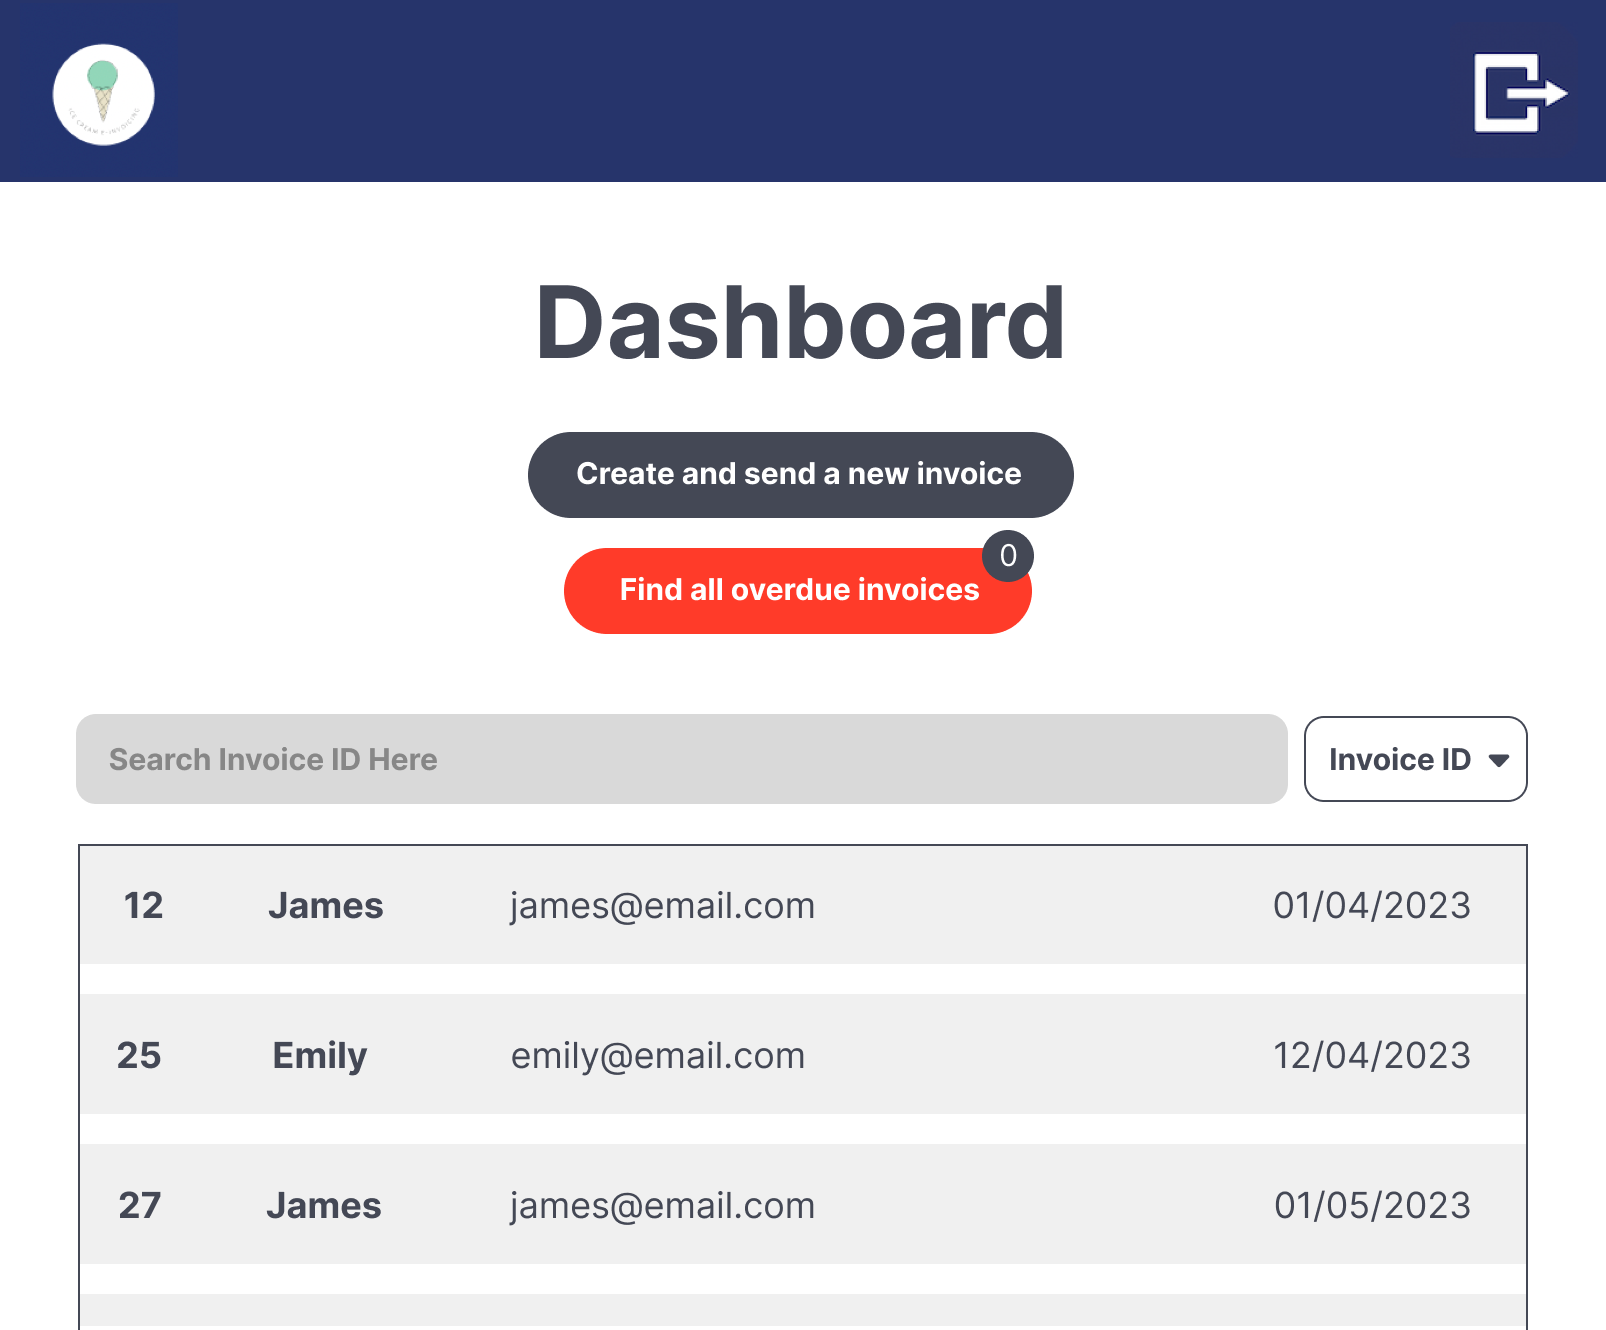 ICE CREAM E-INVOICING
Dashboard
Create and send a new invoice
0
Find all overdue invoices
Search Invoice ID Here
Invoice ID
12 James james@email.com 01/04/2023
25 Emily emily@email.com 12/04/2023
27 James james@email.com 01/05/2023